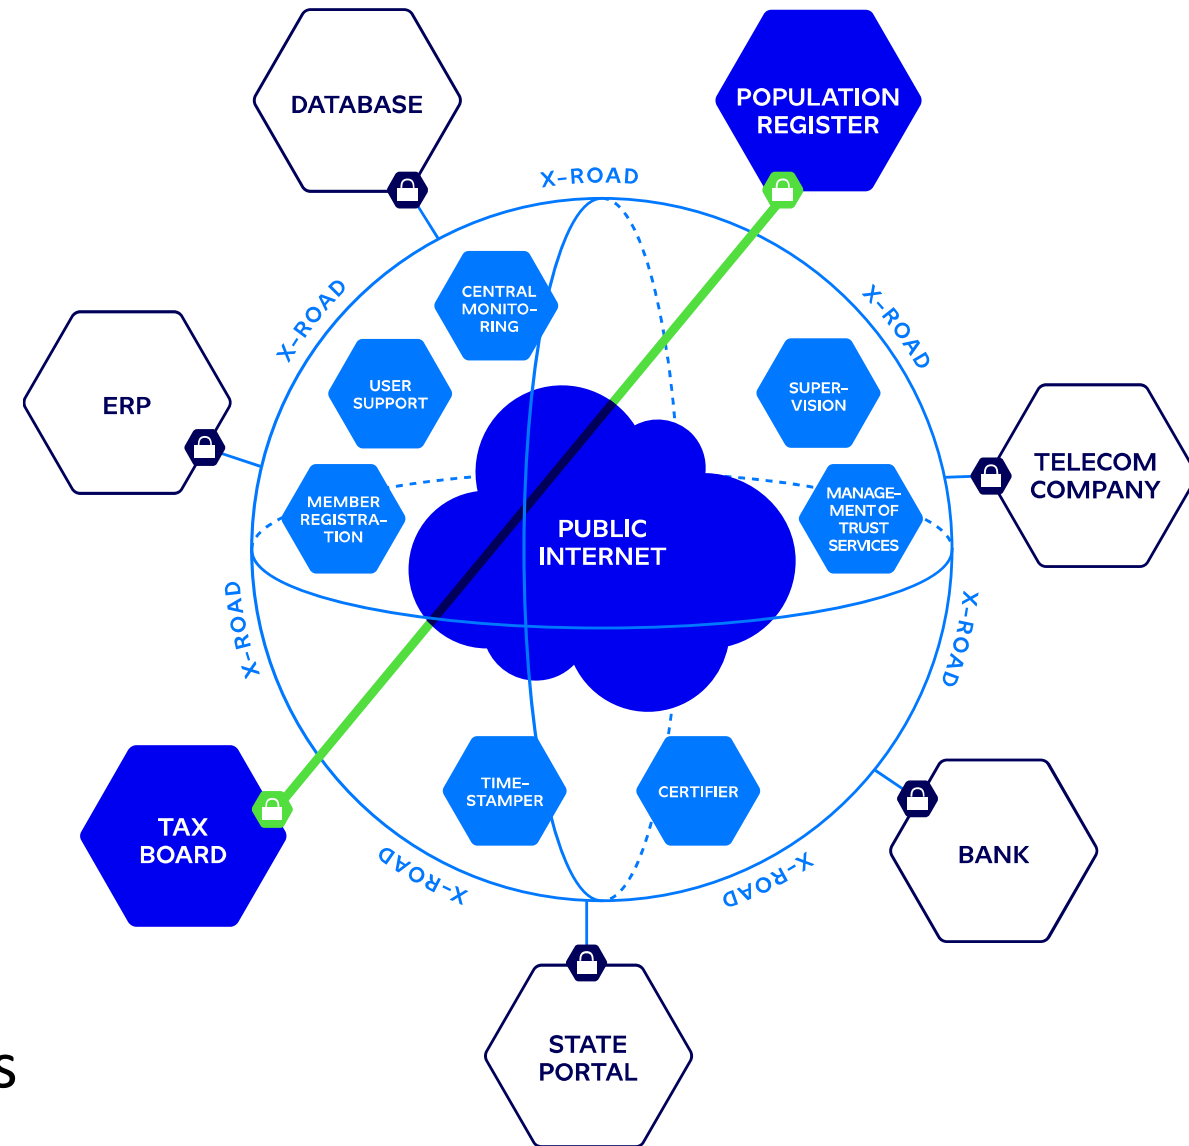 DATABASE
POPULATION
REGISTER
X-ROAD
CENTRAL
MONITO-
RING
X-ROAD
X-ROAD
USER
SUPPORT
SUPER-
VISION
ERP
TELECOM
COMPANY
MEMBER
REGISTRA-
TION
PUBLIC
INTERNET
MANAGE-
MENT OF
TRUST
SERVICES
X-ROAD
X-ROAD
TIME-
STAMPER
CERTIFIER
TAX
BOARD
BANK
X-ROAD
X-ROAD
STATE
PORTAL
s